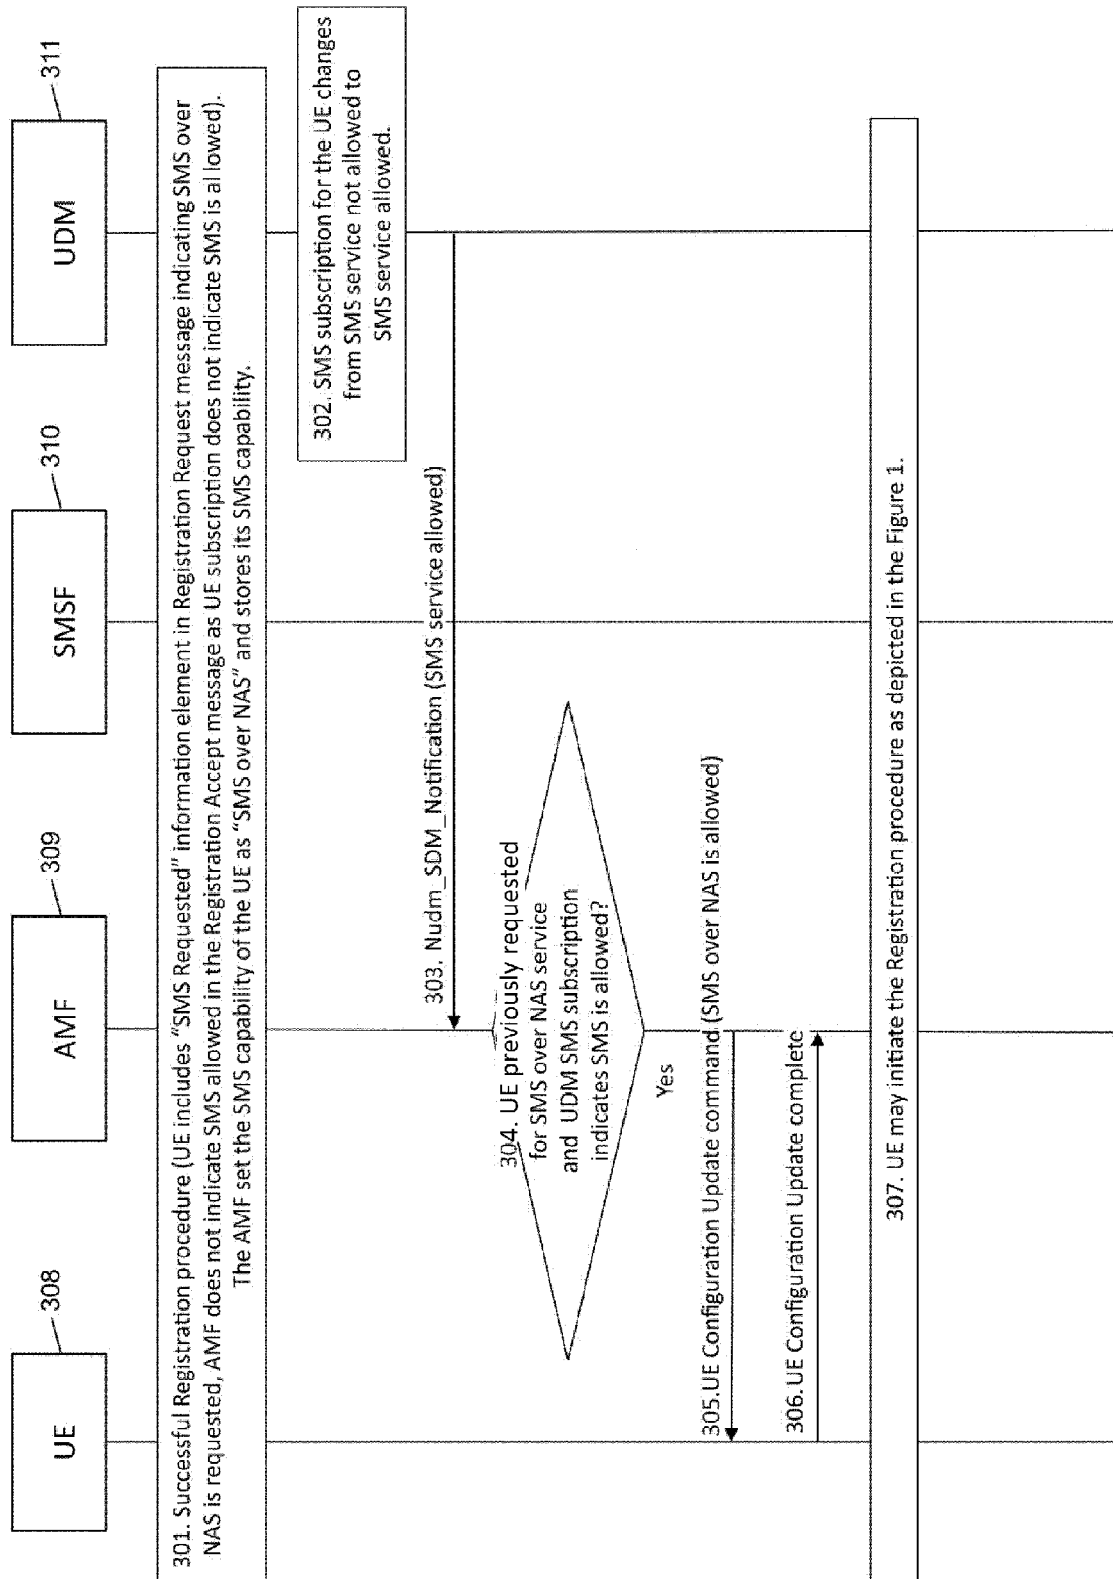 UE
308
AMF
309
SMSF
310
UDM
311
301. Successful Registration procedure (UE includes “SMS Requested” information element in Registration Request message indicating SMS over
NAS is requested, AMF does not indicate SMS allowed in the Registration Accept message as UE subscription does not indicate SMS is allowed).
The AMF set the SMS capability of the UE as “SMS over NAS” and stores its SMS capability.
302. SMS subscription for the UE changes
from SMS service not allowed to
SMS service allowed.
303. Nudm_SDM_Notification (SMS service allowed)
304. UE previously requested
for SMS over NAS service
and UDM SMS subscription
indicates SMS is allowed?
Yes
305.UE Configuration Update command (SMS over NAS is allowed)
306.UE Configuration Update complete
307. UE may initiate the Registration procedure as depicted in the Figure 1.